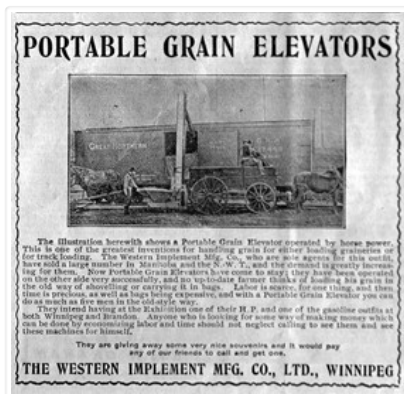 PORTABLE GRAIN ELEVATORS
GREAT NORTHERN
The illustration herewith shows a Portable Grain Elevator operated by horse power.
This is one of the greatest inventions for handling grain for either loading graineries or
for track loading. The Western Implement Mfg. Co., who are sole agents for this outfit,
have sold a large number in Manitoba and the N.-W. T., and the demand is greatly increas-
ing for them. Now Portable Grain Elevators have come to stay; they have been operated
on the other side very successfully, and no up-to-date farmer thinks of loading his grain in
the old way of shovelling or carrying it in bags. Labor is scarce, for one thing, and then
time is precious, as well as bags being expensive, and with a Portable Grain Elevator you can
do as much as five men in the old-style way.
They intend having at the Exhibition one of their H. P. and one of the gasoline outfits at
both Winnipeg and Brandon. Anyone who is looking for some way of making money which
can be done by economizing labor and time should not neglect calling to see them and see
these machines for himself.
They are giving away some very nice souvenirs and it would pay
any of our friends to call and get one.
THE WESTERN IMPLEMENT MFG. CO., LTD., WINNIPEG